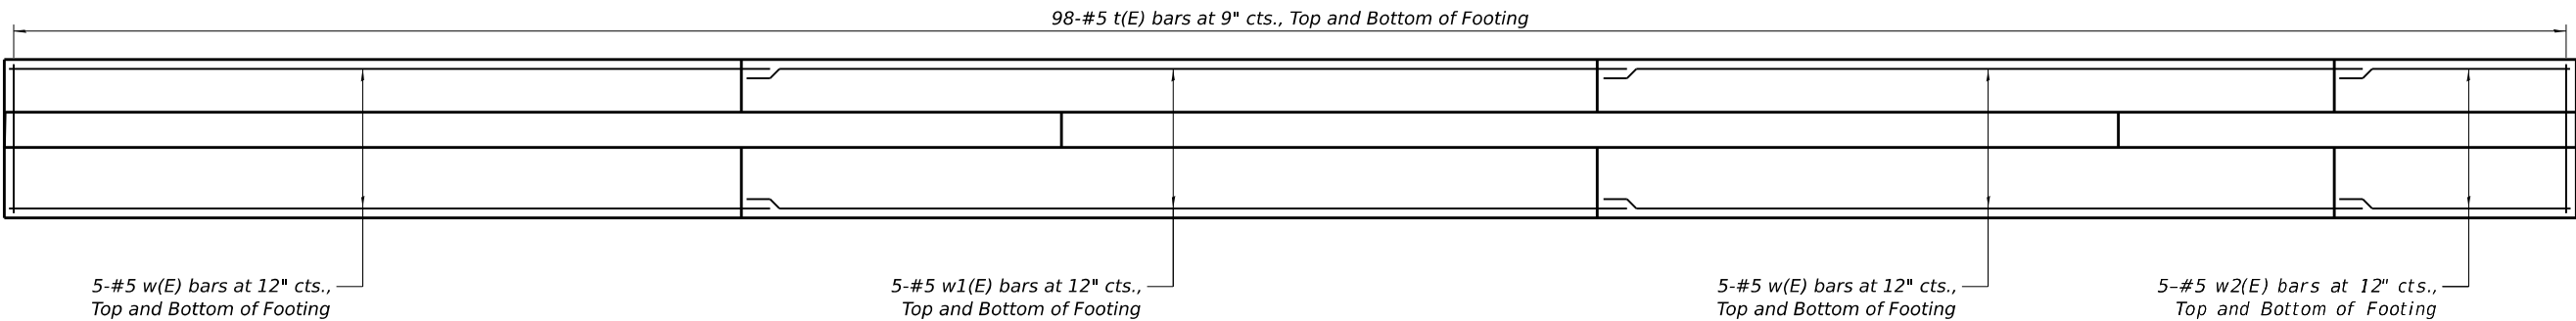 98-#5 t(E) bars at 9" cts., Top and Bottom of Footing
5-#5 w(E) bars at 12" cts.,
Top and Bottom of Footing
5-#5 w1(E) bars at 12" cts.,
Top and Bottom of Footing
5-#5 w(E) bars at 12" cts.,
Top and Bottom of Footing
5-#5 w2(E) bars at 12" cts.,
Top and Bottom of Footing